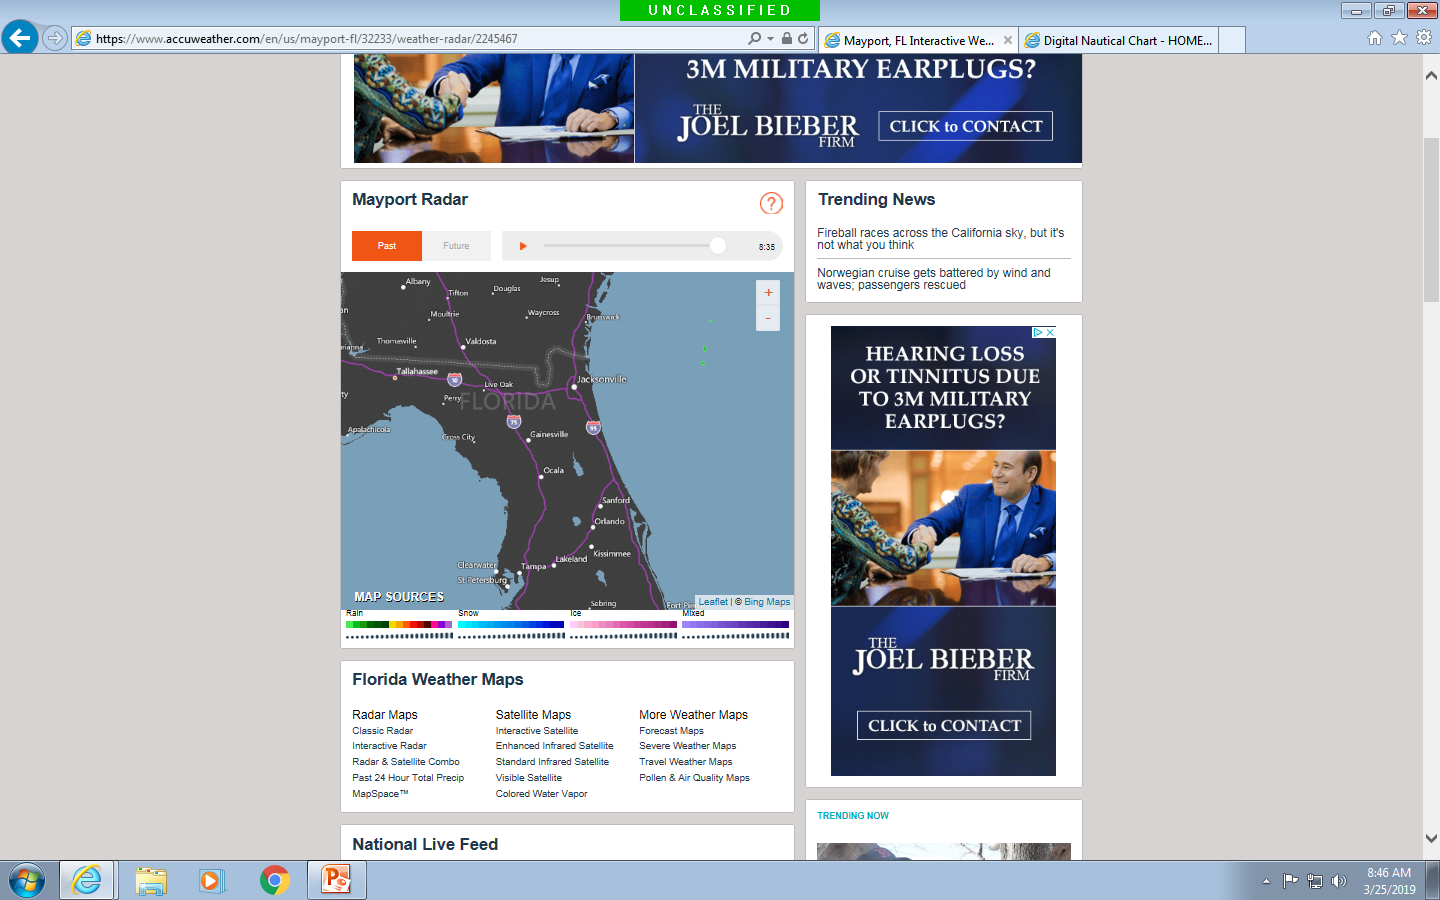 UNCLASSIFIED
https://www.accuweather.com/en/us/mayport-fl/32233/weather-radar/2245467
Mayport, FL Interactive We...
Digital Nautical Chart - HOME...
3M MILITARY EARPLUGS?
THE
JOEL BIEBER
FIRM
CLICK to CONTACT
Mayport Radar
?
Past
Future
8:35
Albany
Jesup
Tifton
Douglas
Moultrie
Waycross
Brunswick
Thomasville
Valdosta
Tallahassee
10
Live Oak
Jacksonville
Perry
FLORIDA
75
95
Apalachicola
Cross City
Gainesville
Ocala
Sanford
Orlando
Kissimmee
Lakeland
Clearwater
Tampa
St Petersburg
Sebring
MAP SOURCES
+
-
Leaflet | © Bing Maps
Rain
Snow
Ice
Mixed
Florida Weather Maps
Radar Maps
Classic Radar
Interactive Radar
Radar & Satellite Combo
Past 24 Hour Total Precip
MapSpace™
Satellite Maps
Interactive Satellite
Enhanced Infrared Satellite
Standard Infrared Satellite
Visible Satellite
Colored Water Vapor
More Weather Maps
Forecast Maps
Severe Weather Maps
Travel Weather Maps
Pollen & Air Quality Maps
National Live Feed
Trending News
Fireball races across the California sky, but it's
not what you think
Norwegian cruise gets battered by wind and
waves; passengers rescued
HEARING LOSS
OR TINNITUS DUE
TO 3M MILITARY
EARPLUGS?
THE
JOEL BIEBER
FIRM
CLICK to CONTACT
TRENDING NOW
8:46 AM
3/25/2019